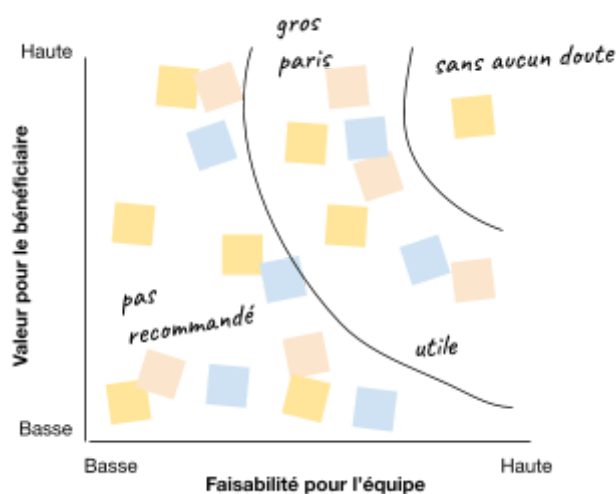 gros
paris
sans aucun doute
Haute
Valeur pour le bénéficiaire
pas
recommandé
utile
Basse
Basse
Haute
Faisabilité pour l'équipe